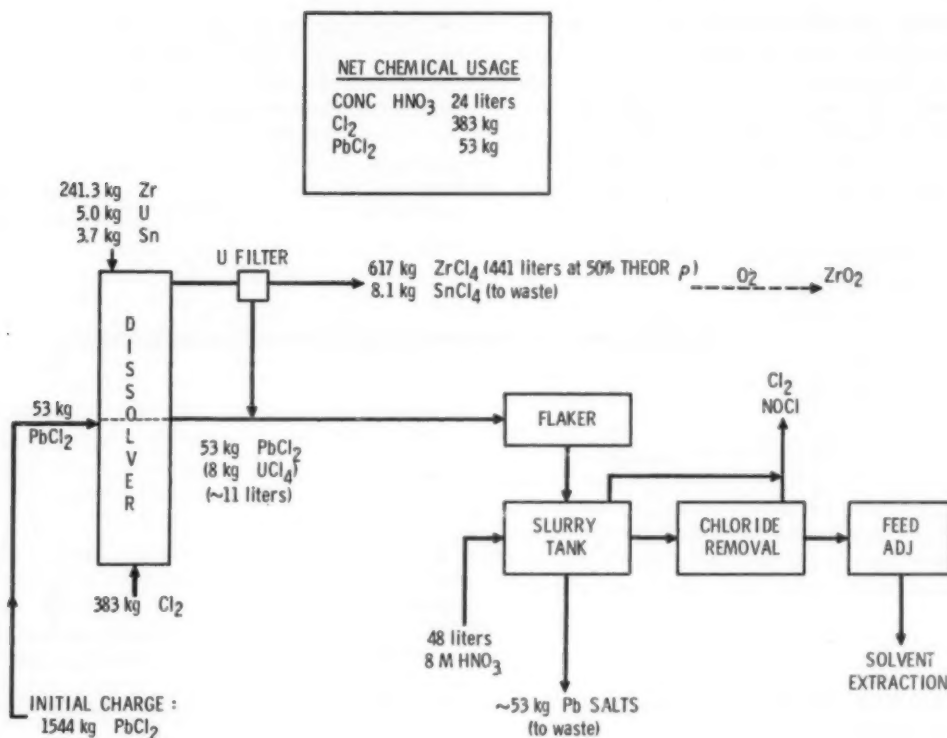 NET CHEMICAL USAGE
CONC HNO3 24 liters
Cl2 383 kg
PbCl2 53 kg
241.3 kg Zr
5.0 kg U
3.7 kg Sn
U FILTER
617 kg ZrCl4 (441 liters at 50% THEOR ρ)
8.1 kg SnCl4 (to waste)
O2
ZrO2
DISSOLVER
53 kg
PbCl2
53 kg PbCl2
(8 kg UCl4)
(~11 liters)
FLAKER
Cl2
NOCl
SLURRY
TANK
CHLORIDE
REMOVAL
FEED
ADJ
383 kg Cl2
48 liters
8 M HNO3
~53 kg Pb SALTS
(to waste)
SOLVENT
EXTRACTION
INITIAL CHARGE :
1544 kg PbCl2